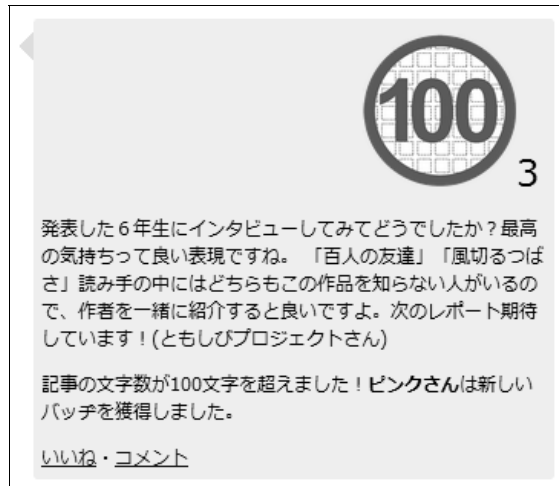 100
3
発表した６年生にインタビューしてみてどうでしたか？最高
の気持ちって良い表現ですね。 「百人の友達」「風切るつば
さ」読み手の中にはどちらもこの作品を知らない人がいるの
で、作者を一緒に紹介すると良いですよ。次のレポート期待
しています！(ともしびプロジェクトさん)
記事の文字数が100文字を超えました！ピンクさんは新しい
バッヂを獲得しました。
いいね・コメント